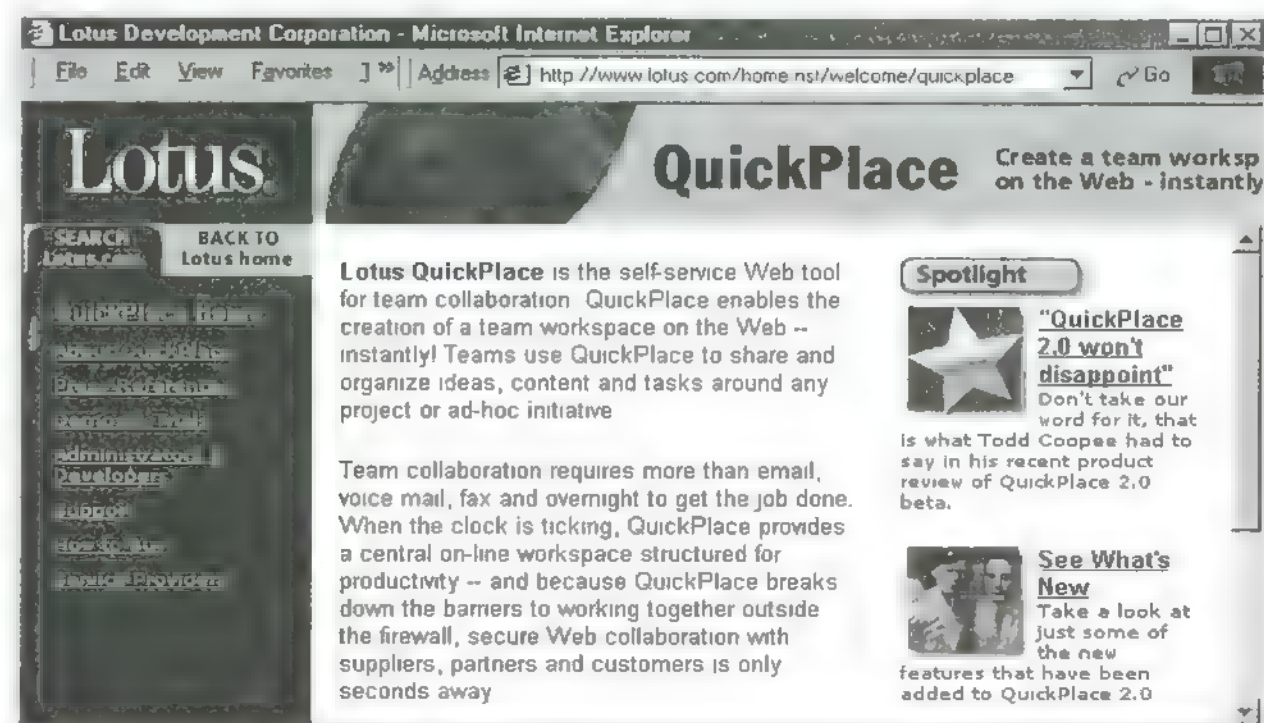 Lotus Development Corporation - Microsoft Internet Explorer
File Edit View Favorites
Address http://www.lotus.com/home.nsf/welcome/quickplace Go
Lotus
QuickPlace
Create a team worksp
on the Web - instantly
SEARCH
Lotus.com
BACK TO
Lotus home
Administrators
Developers
Support
Lotus QuickPlace is the self-service Web tool
for team collaboration QuickPlace enables the
creation of a team workspace on the Web --
instantly! Teams use QuickPlace to share and
organize ideas, content and tasks around any
project or ad-hoc initiative
Team collaboration requires more than email,
voice mail, fax and overnight to get the job done.
When the clock is ticking, QuickPlace provides
a central on-line workspace structured for
productivity -- and because QuickPlace breaks
down the barriers to working together outside
the firewall, secure Web collaboration with
suppliers, partners and customers is only
seconds away
Spotlight
"QuickPlace
2.0 won't
disappoint"
Don't take our
word for it, that
is what Todd Coopee had to
say in his recent product
review of QuickPlace 2.0
beta.
See What's
New
Take a look at
just some of
the new
features that have been
added to QuickPlace 2.0